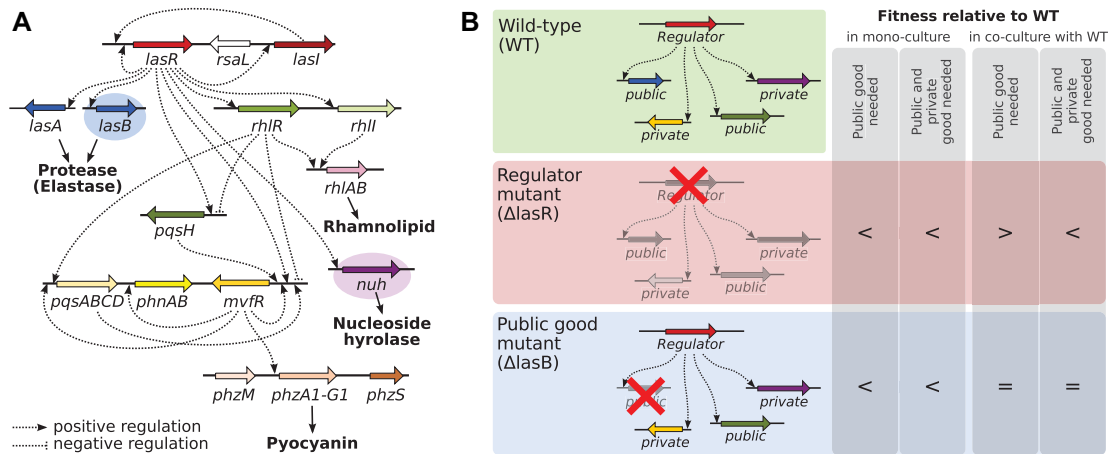 A
lasR
rsaL
lasI
lasA
lasB
rhlR
rhlI
Protease
(Elastase)
rhlAB
Rhamnolipid
pqsH
nuh
pqsABCD
phnAB
mvfR
Nucleoside
hyrolase
phzM
phzA1-G1
phzS
Pyocyanin
positive regulation
negative regulation
B
Wild-type
(WT)
Regulator
public
private
private
public
Fitness relative to WT
in mono-culture
in co-culture with WT
Public good
needed
Public and
private
good needed
Public good
needed
Public and
private
good needed
Regulator
mutant
(ΔlasR)
Regulator
public
private
private
public
<
<
>
<
Public good
mutant
(ΔlasB)
Regulator
public
private
private
public
<
<
=
=